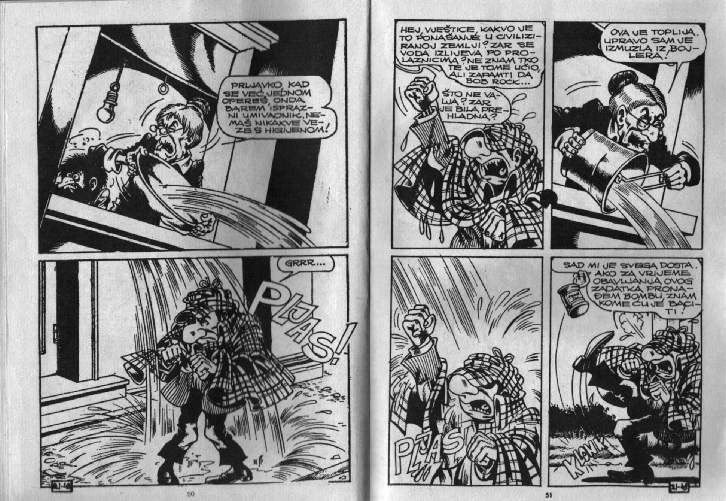 PRLJAVKO, KAD
SE VEĆ JEDNOM
OPEREŠ, ONDA
BAREM ISPRAZ-
NI UMIVAONIK, NE-
MAŠ NIKAKVE VE-
ZE S HIGIJENOM!
GRRR...
PLJAS!
50
HEJ, VJEŠTICE, KAKVO JE
TO PONAŠANJE U CIVILIZI-
RANOJ ZEMLJI? ZAR SE
VODA IZLIJEVA PO PRO-
LAZNICIMA? NE ZNAM TKO
TE JE TOME UČIO,
ALI ZAPAMTI DA
BOB ROCK...
ŠTO NE VA-
LJA? ZAR
JE BILA PRE-
HLADNA?
OVA JE TOPLIJA,
UPRAVO SAM JE
IZMUZLA IZ BOJ-
LERA!
PLJAS!
SAD MI JE SVEGA DOSTA.
AKO ZA VRIJEME
OBAVLJANJA OVOG
ZADATKA PRONA-
ĐEM BOMBU, ZNAM
KOME ĆU JE BACI-
TI!
KLANK
51